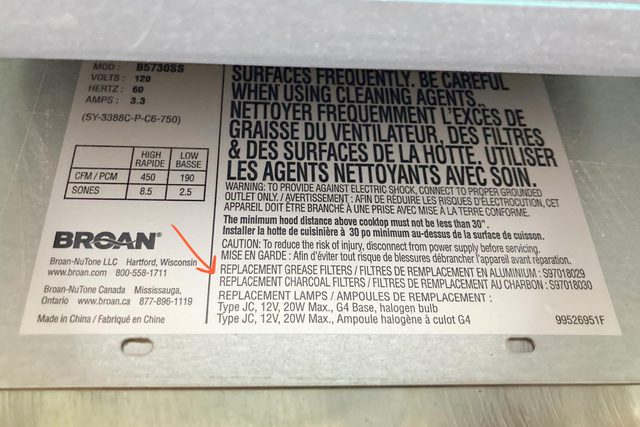 MOD : B5730SS
VOLTS : 120
HERTZ : 60
AMPS : 3.3
(SY-3388C-P-C6-750)
HIGH RAPIDE LOW BASSE
CFM / PCM 450 190
SONES 8.5 2.5
BROAN®
Broan-NuTone LLC Hartford, Wisconsin
www.broan.com 800-558-1711
Broan-NuTone Canada Mississauga,
Ontario www.broan.ca 877-896-1119
Made in China / Fabriqué en Chine
SURFACES FREQUENTLY. BE CAREFUL
WHEN USING CLEANING AGENTS.
NETTOYER FREQUEMMENT L'EXCES DE
GRAISSE DU VENTILATEUR, DES FILTRES
& DES SURFACES DE LA HOTTE. UTILISER
LES AGENTS NETTOYANTS AVEC SOIN.
WARNING: TO PROVIDE AGAINST ELECTRIC SHOCK, CONNECT TO PROPER GROUNDED
OUTLET ONLY. / AVERTISSEMENT : AFIN DE RÉDUIRE LES RISQUES D'ÉLECTROCUTION, CET
APPAREIL DOIT ÊTRE BRANCHÉ À UNE PRISE AVEC MISE A LA TERRE CONFORME.
The minimum hood distance above cooktop must not be less than 30".
Installer la hotte de cuisinière à 30 po minimum au-dessus de la surface de cuisson.
CAUTION: To reduce the risk of injury, disconnect from power supply before servicing.
MISE EN GARDE : Afin d'éviter tout risque de blessures débrancher l'appareil avant réparation.
REPLACEMENT GREASE FILTERS / FILTRES DE REMPLACEMENT EN ALUMINIUM : S97018029
REPLACEMENT CHARCOAL FILTERS / FILTRES DE REMPLACEMENT AU CARBON : S97018030
REPLACEMENT LAMPS / AMPOULES DE REMPLACEMENT :
Type JC, 12V, 20W Max., G4 Base, halogen bulb
Type JC, 12V, 20W Max., Ampoule halogène à culot G4
99526951F